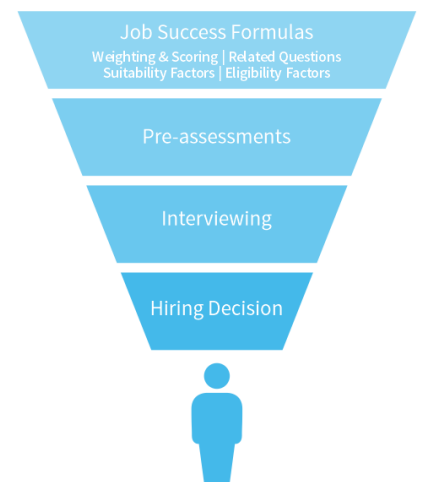 Job Success Formulas
Weighting & Scoring | Related Questions
Suitability Factors | Eligibility Factors
Pre-assessments
Interviewing
Hiring Decision